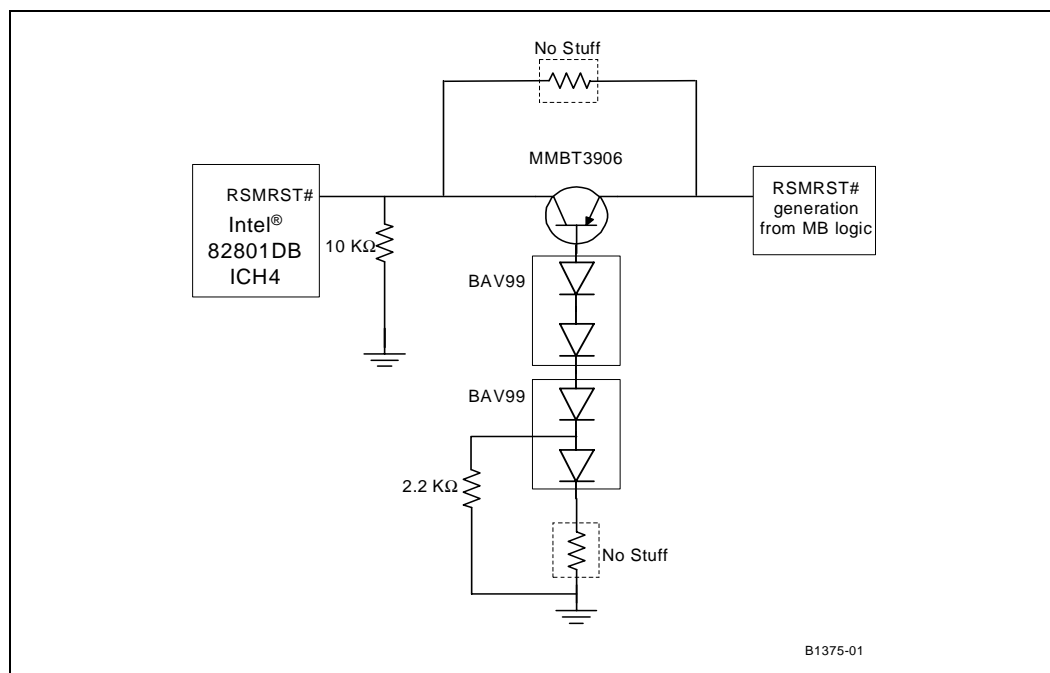 No Stuff
MMBT3906
RSMRST#
Intel®
82801DB
ICH4
RSMRST#
generation
from MB logic
10 KΩ
BAV99
BAV99
2.2 KΩ
No Stuff
B1375-01